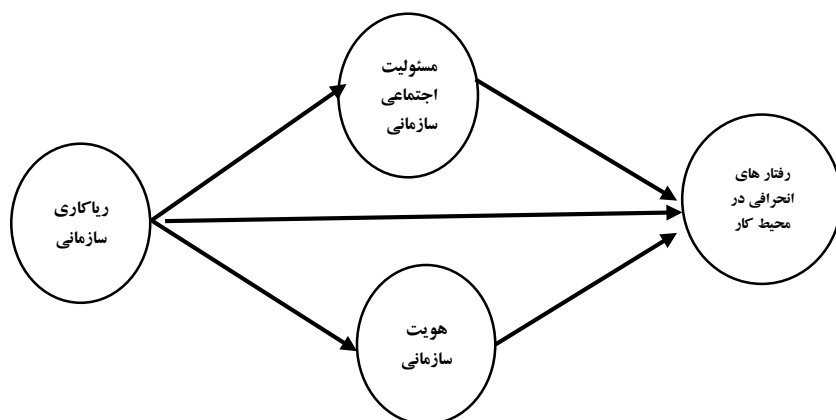 مسئولیت
اجتماعی
سازمانی
رفتار های
انحرافی در
محیط کار
ریاکاری
سازمانی
هویت
سازمانی